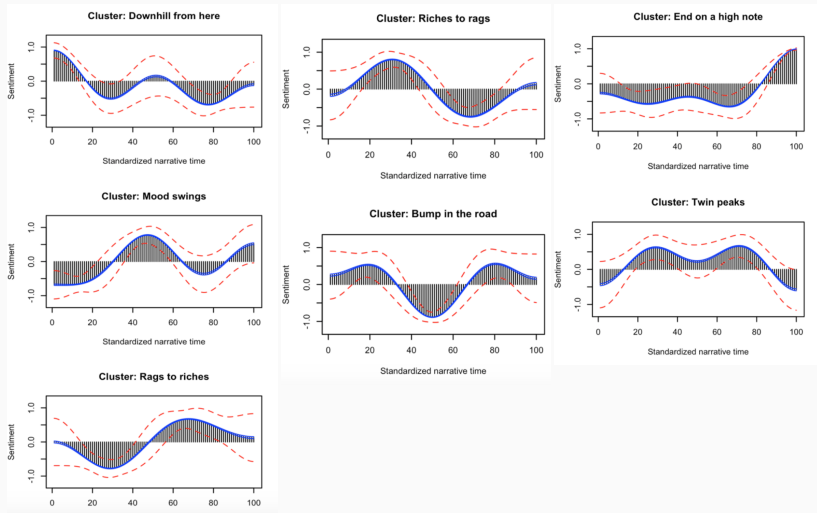 Cluster: Downhill from here
1.0
0.0
-1.0
Sentiment
0 20 40 60 80 100
Standardized narrative time
Cluster: Riches to rags
1.0
0.0
-1.0
Sentiment
0 20 40 60 80 100
Standardized narrative time
Cluster: End on a high note
1.0
0.0
-1.0
Sentiment
0 20 40 60 80 100
Standardized narrative time
Cluster: Mood swings
1.0
0.0
-1.0
Sentiment
0 20 40 60 80 100
Standardized narrative time
Cluster: Bump in the road
1.0
0.0
-1.0
Sentiment
0 20 40 60 80 100
Standardized narrative time
Cluster: Twin peaks
1.0
0.0
-1.0
Sentiment
0 20 40 60 80 100
Standardized narrative time
Cluster: Rags to riches
1.0
0.0
-1.0
Sentiment
0 20 40 60 80 100